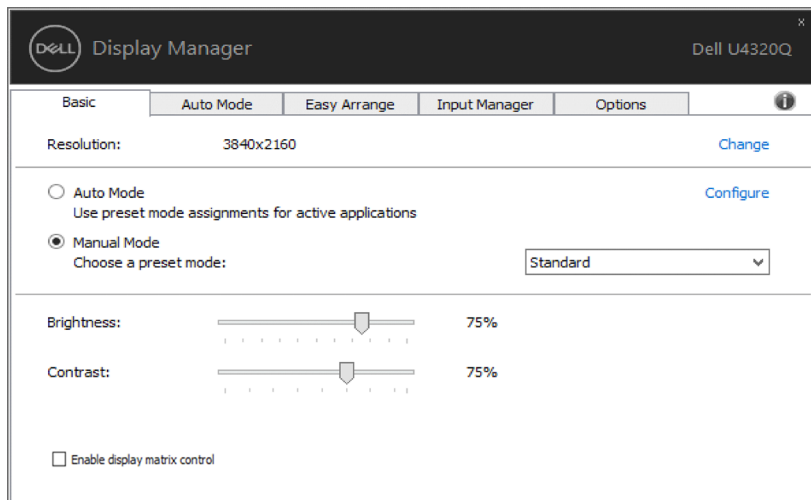 DELL Display Manager Dell U4320Q
Basic Auto Mode Easy Arrange Input Manager Options
Resolution: 3840x2160 Change
Auto Mode Configure
Use preset mode assignments for active applications
Manual Mode
Choose a preset mode: Standard
Brightness: 75%
Contrast: 75%
Enable display matrix control